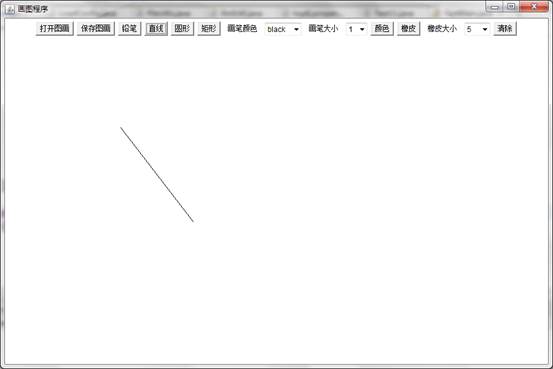 画图程序
打开图画 保存图画 铅笔 直线 圆形 矩形 画笔颜色 black 画笔大小 1 颜色 橡皮 橡皮大小 5 清除